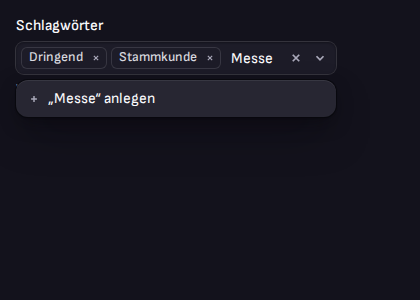 Schlagwörter
Dringend × Stammkunde × Messe ×
+ „Messe“ anlegen